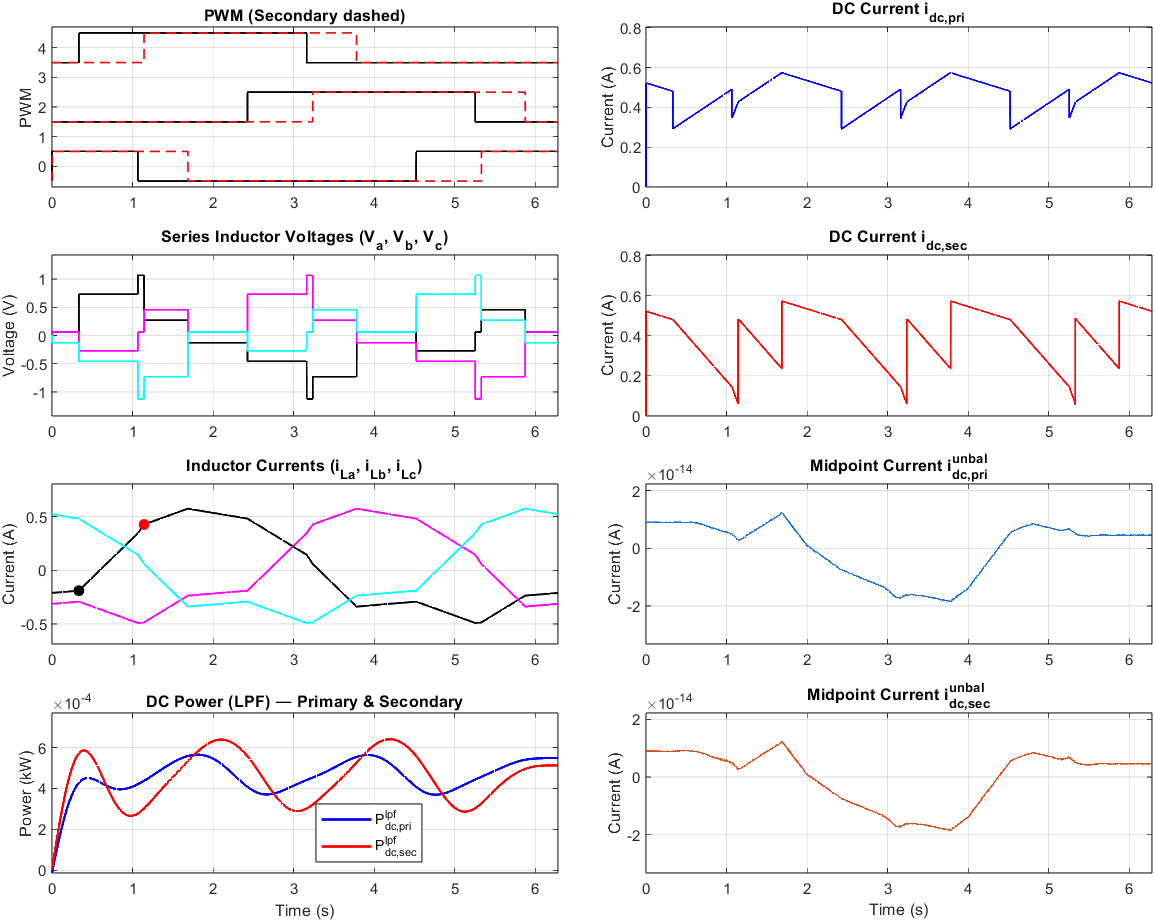 PWM (Secondary dashed)
PWM
4
3
2
1
0
0 1 2 3 4 5 6
DC Current i_dc,pri
Current (A)
0.8
0.6
0.4
0.2
0
0 1 2 3 4 5 6
Series Inductor Voltages (V_a, V_b, V_c)
Voltage (V)
1
0.5
0
-0.5
-1
0 1 2 3 4 5 6
DC Current i_dc,sec
Current (A)
0.8
0.6
0.4
0.2
0
0 1 2 3 4 5 6
Inductor Currents (i_La, i_Lb, i_Lc)
Current (A)
0.5
0
-0.5
0 1 2 3 4 5 6
Midpoint Current i_dc,pri^unbal
×10^-14
Current (A)
2
0
-2
0 1 2 3 4 5 6
DC Power (LPF) — Primary & Secondary
×10^-4
Power (kW)
6
4
2
0
P_dc,pri^lpf
P_dc,sec^lpf
0 1 2 3 4 5 6
Time (s)
Midpoint Current i_dc,sec^unbal
×10^-14
Current (A)
2
0
-2
0 1 2 3 4 5 6
Time (s)